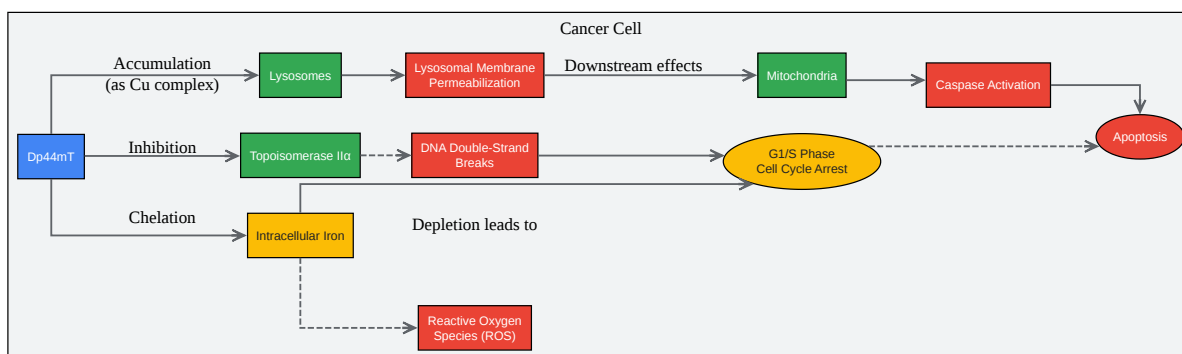 Cancer Cell
Accumulation
(as Cu complex)
Lysosomes
Lysosomal Membrane
Permeabilization
Downstream effects
Mitochondria
Caspase Activation
Dp44mT
Inhibition
Topoisomerase IIα
DNA Double-Strand
Breaks
G1/S Phase
Cell Cycle Arrest
Apoptosis
Chelation
Intracellular Iron
Depletion leads to
Reactive Oxygen
Species (ROS)